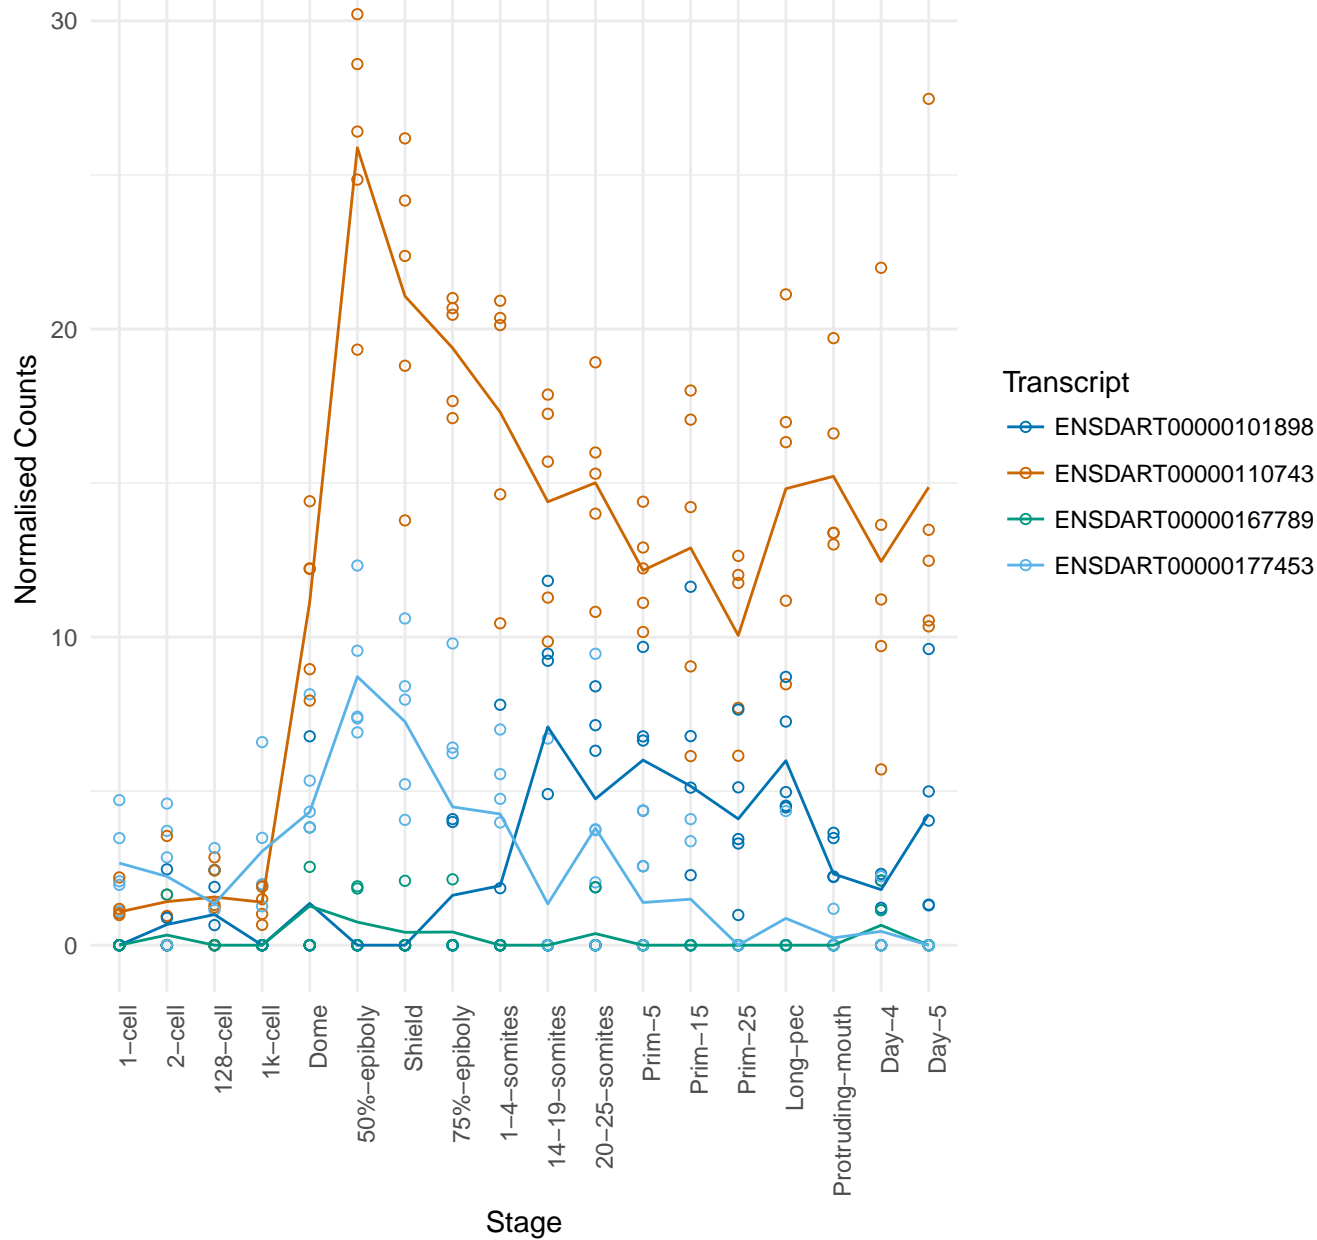 30
20
10
0
Normalised Counts
1−cell
2−cell
128−cell
1k−cell
Dome
50%−epiboly
Shield
75%−epiboly
1−4−somites
14−19−somites
20−25−somites
Prim−5
Prim−15
Prim−25
Long−pec
Protruding−mouth
Day−4
Day−5
Stage
Transcript
ENSDART00000101898
ENSDART00000110743
ENSDART00000167789
ENSDART00000177453